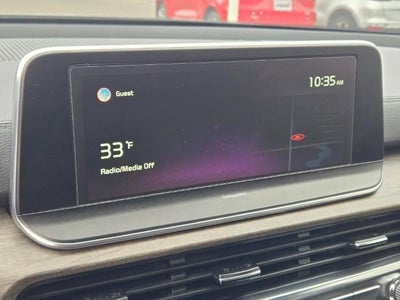 Guest
10:35 AM
33 °F
Radio/Media Off